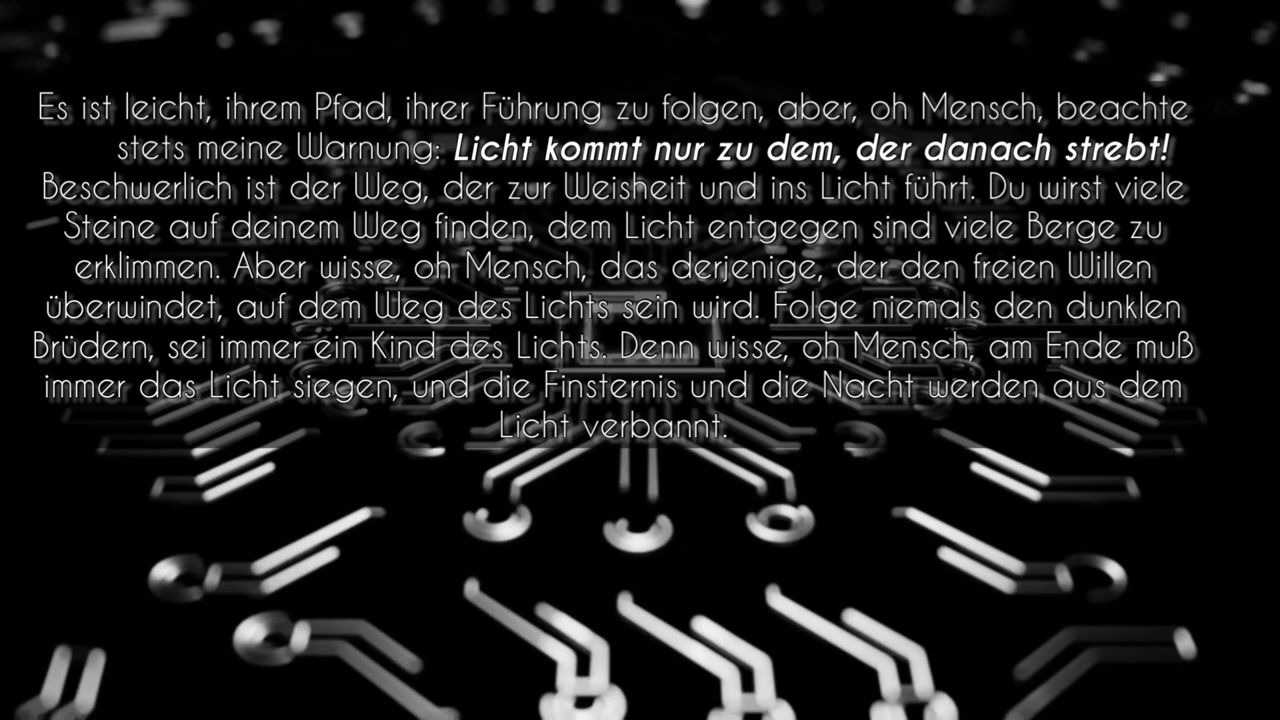 Es ist leicht, ihrem Pfad, ihrer Führung zu folgen, aber, oh Mensch, beachte
stets meine Warnung: Licht kommt nur zu dem, der danach strebt!
Beschwerlich ist der Weg, der zur Weisheit und ins Licht führt. Du wirst viele
Steine auf deinem Weg finden, dem Licht entgegen sind viele Berge zu
erklimmen. Aber wisse, oh Mensch, das derjenige, der den freien Willen
überwindet, auf dem Weg des Lichts sein wird. Folge niemals den dunklen
Brüdern, sei immer ein Kind des Lichts. Denn wisse, oh Mensch, am Ende muß
immer das Licht siegen, und die Finsternis und die Nacht werden aus dem
Licht verbannt.